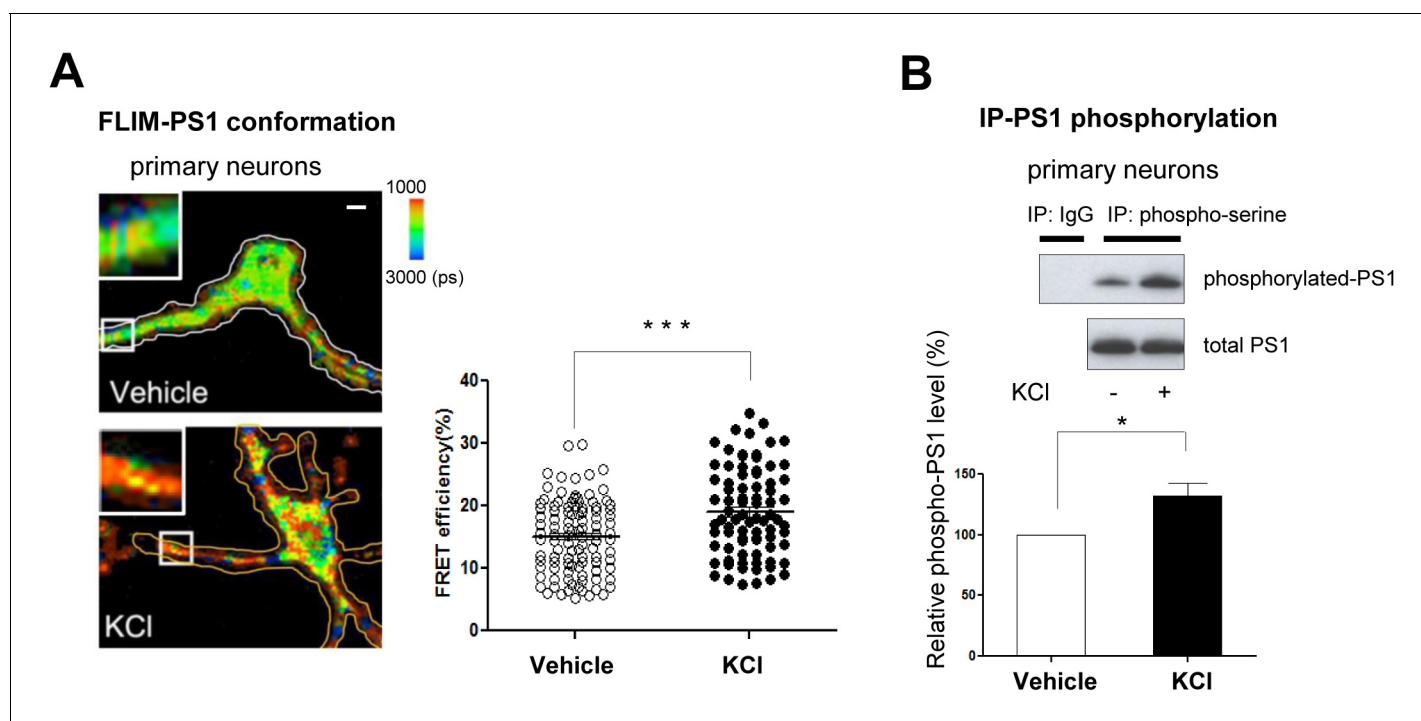 A
FLIM-PS1 conformation
primary neurons
1000
3000 (ps)
Vehicle
KCl
* * *
FRET efficiency(%)
40
30
20
10
0
Vehicle
KCl
B
IP-PS1 phosphorylation
primary neurons
IP: IgG IP: phospho-serine
phosphorylated-PS1
total PS1
KCl - +
*
Relative phospho-PS1 level (%)
150
100
50
0
Vehicle
KCl